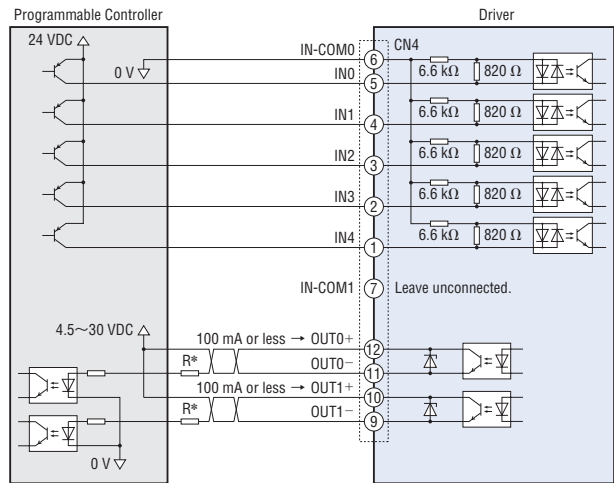 Programmable Controller
Driver
24 VDC
0 V
IN-COM0
6
CN4
6.6 kΩ
820 Ω
IN0
5
6.6 kΩ
820 Ω
IN1
4
6.6 kΩ
820 Ω
IN2
3
6.6 kΩ
820 Ω
IN3
2
6.6 kΩ
820 Ω
IN4
1
IN-COM1
7
Leave unconnected.
4.5~30 VDC
100 mA or less → OUT0+
12
R*
OUT0−
11
100 mA or less → OUT1+
10
R*
OUT1−
9
0 V